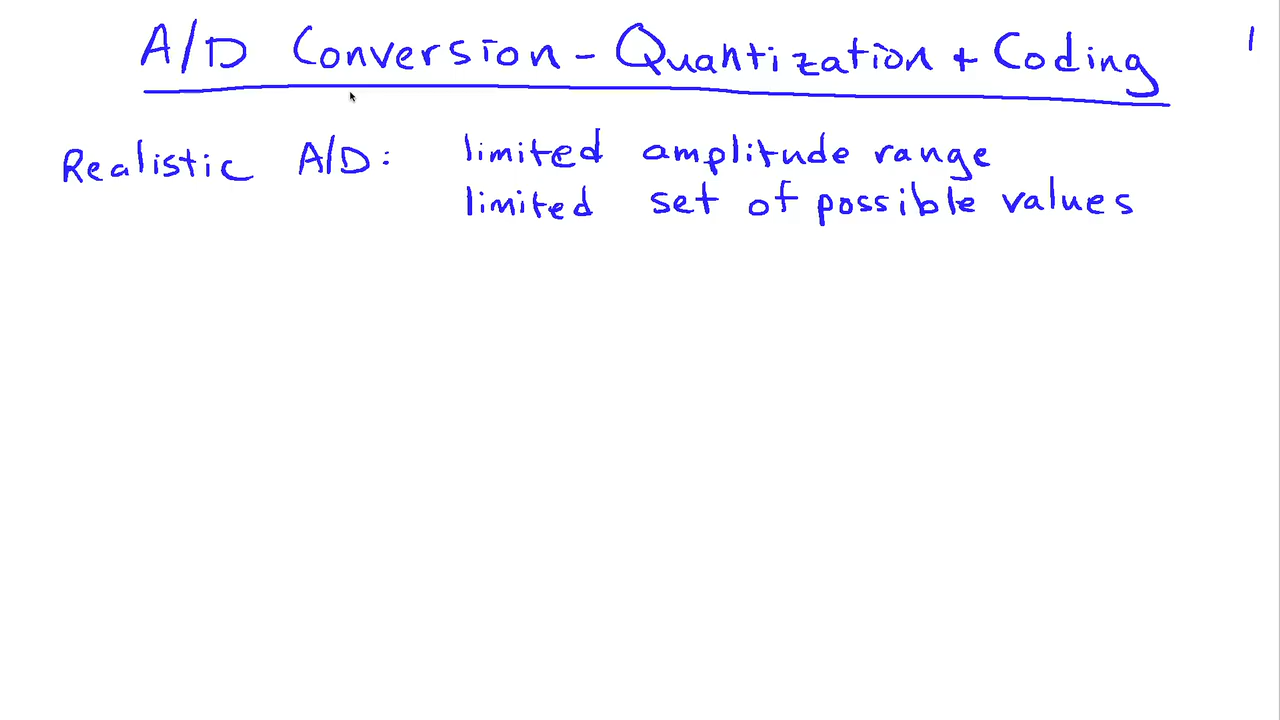 A/D Conversion - Quantization + Coding
1
Realistic A/D: limited amplitude range
limited set of possible values